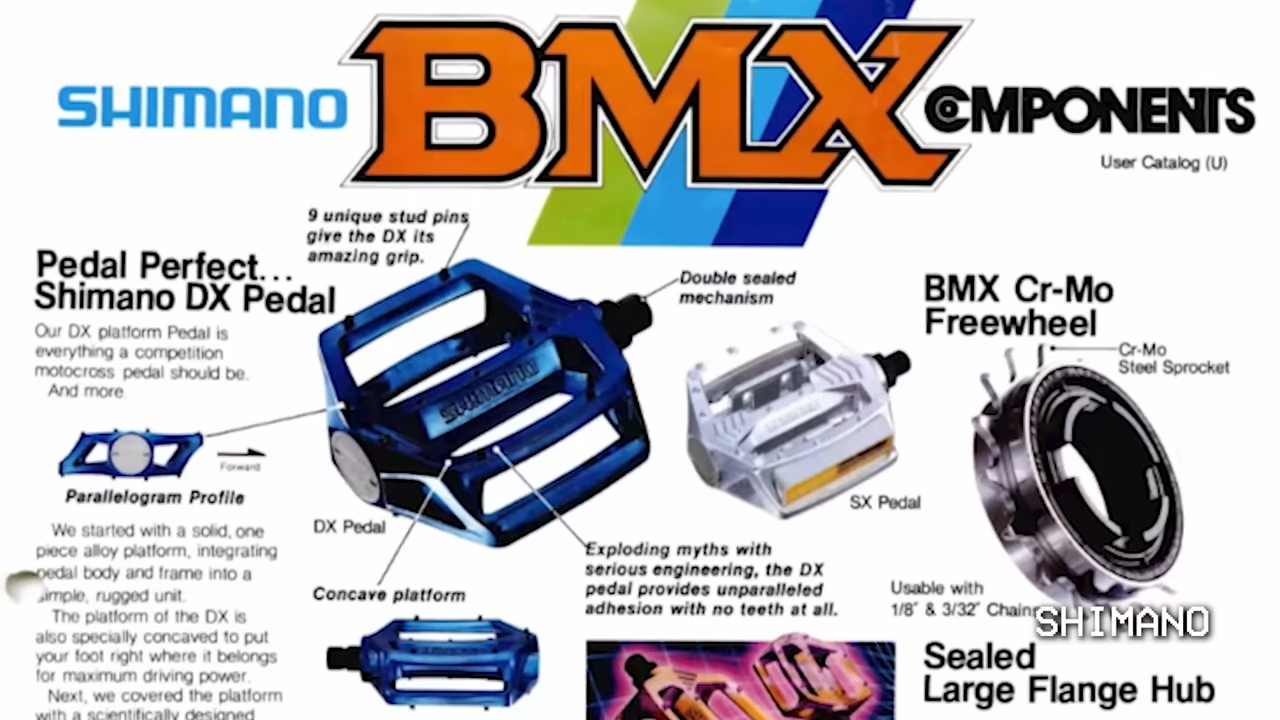 SHIMANO BMX COMPONENTS
User Catalog (U)
9 unique stud pins
give the DX its
amazing grip.
Pedal Perfect...
Shimano DX Pedal
Our DX platform Pedal is
everything a competition
motocross pedal should be.
And more.
Forward
Parallelogram Profile
We started with a solid, one
piece alloy platform, integrating
pedal body and frame into a
simple, rugged unit.
The platform of the DX is
also specially concaved to put
your foot right where it belongs
for maximum driving power.
Next, we covered the platform
with a scientifically designed
Double sealed
mechanism
SHIMANO
DX Pedal
Concave platform
SX Pedal
Exploding myths with
serious engineering, the DX
pedal provides unparalleled
adhesion with no teeth at all.
BMX Cr-Mo
Freewheel
Cr-Mo
Steel Sprocket
Usable with
1/8" & 3/32" Chains
SHIMANO
Sealed
Large Flange Hub